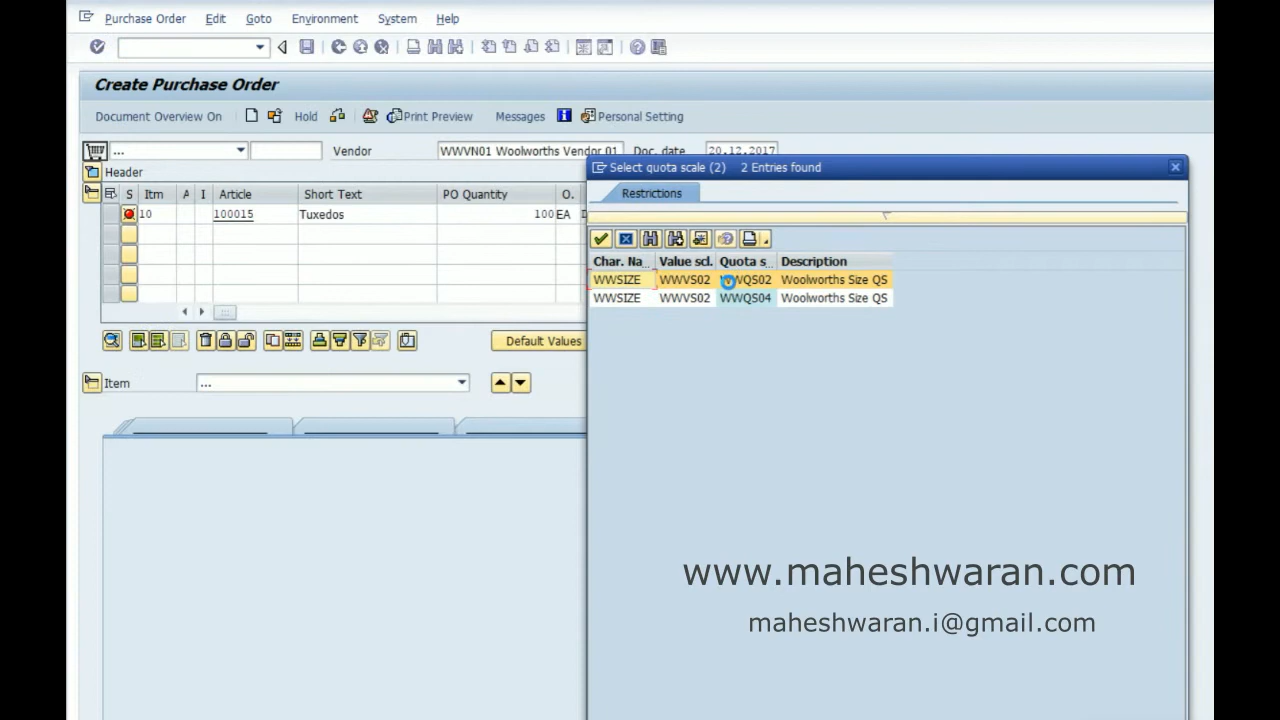 Purchase Order Edit Goto Environment System Help
Create Purchase Order
Document Overview On Hold Print Preview Messages Personal Setting
... Vendor WWVN01 Woolworths Vendor 01 Doc. date 20.12.2017
Header
S Itm A I Article Short Text PO Quantity O.
10 100015 Tuxedos 100 EA
Default Values
Item ...
Select quota scale (2) 2 Entries found
Restrictions
Char. Na... Value scl. Quota s... Description
WWSIZE WWVS02 WWQS02 Woolworths Size QS
WWSIZE WWVS02 WWQS04 Woolworths Size QS
www.maheshwaran.com
maheshwaran.i@gmail.com